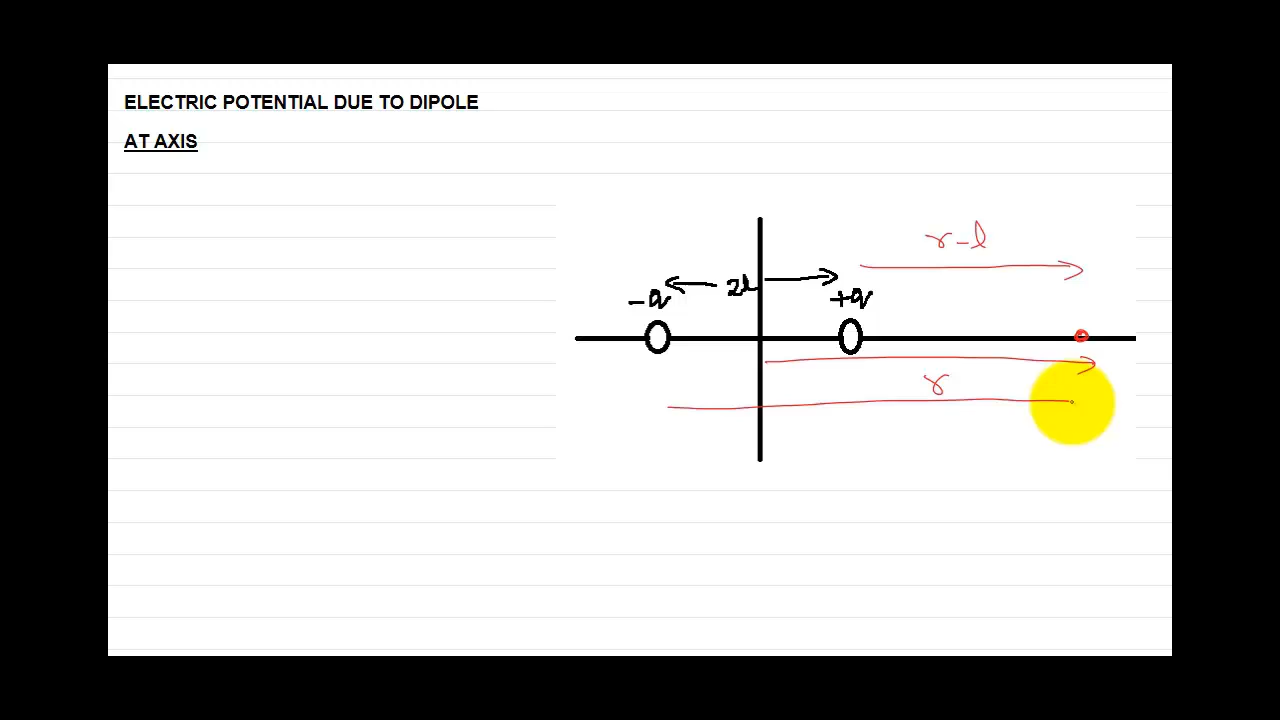 ELECTRIC POTENTIAL DUE TO DIPOLE
AT AXIS
r-l
2l
-q
+q
r